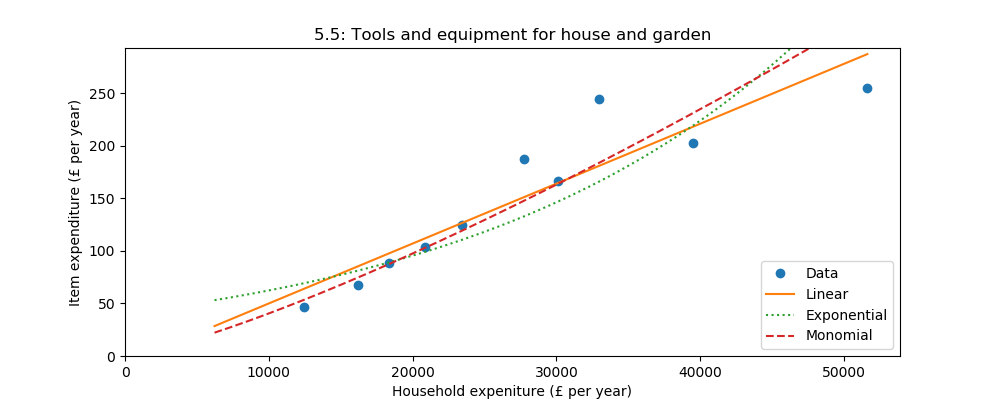 5.5: Tools and equipment for house and garden
Item expenditure (£ per year)
250
200
150
100
50
0
0 10000 20000 30000 40000 50000
Household expeniture (£ per year)
Data
Linear
Exponential
Monomial